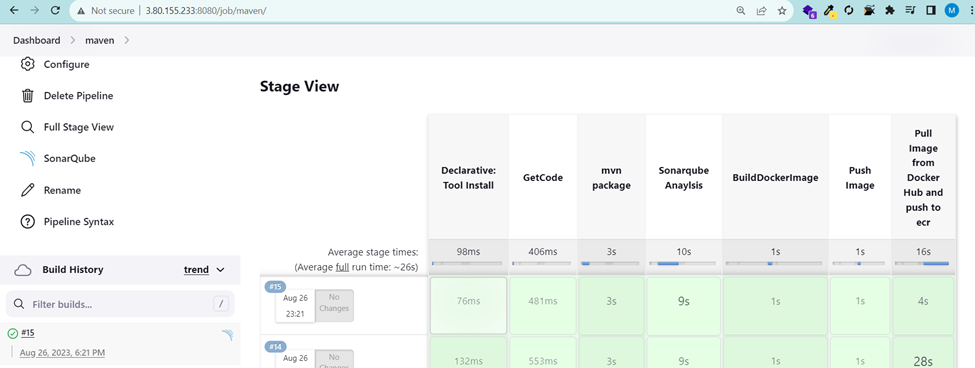 Not secure | 3.80.155.233:8080/job/maven/
6
M
Dashboard > maven >
Configure
Delete Pipeline
Full Stage View
SonarQube
Rename
Pipeline Syntax
Build History trend
Filter builds... /
#15
Aug 26, 2023, 6:21 PM
Stage View
Declarative:
Tool Install
GetCode
mvn
package
Sonarqube
Anaylsis
BuildDockerImage
Push
Image
Pull
Image
from
Docker
Hub and
push to
ecr
Average stage times: 98ms 406ms 3s 10s 1s 1s 16s
(Average full run time: ~26s)
#15
Aug 26
23:21
No
Changes
76ms 481ms 3s 9s 1s 1s 4s
#14
Aug 26
No
Changes
132ms 553ms 3s 9s 1s 1s 28s